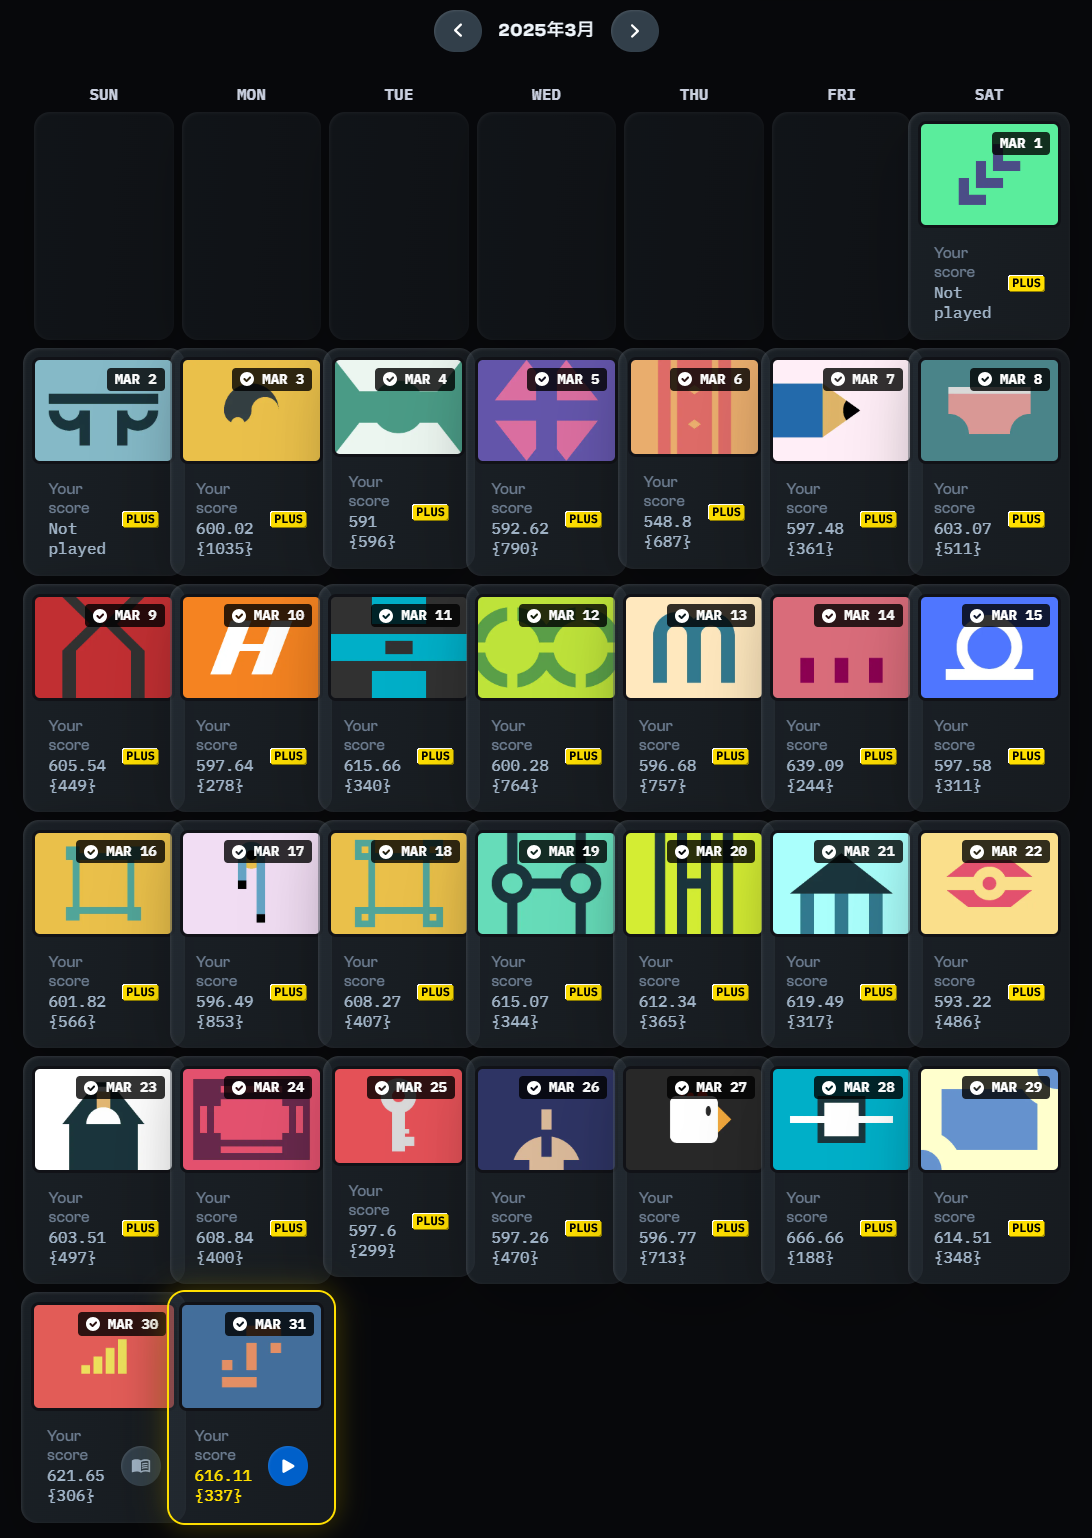 2025年3月
SUN MON TUE WED THU FRI SAT
MAR 1
Your
score
Not
played
PLUS
MAR 2
Your
score
Not
played
PLUS
MAR 3
Your
score
600.02
{1035}
PLUS
MAR 4
Your
score
591
{596}
PLUS
MAR 5
Your
score
592.62
{790}
PLUS
MAR 6
Your
score
548.8
{687}
PLUS
MAR 7
Your
score
597.48
{361}
PLUS
MAR 8
Your
score
603.07
{511}
PLUS
MAR 9
Your
score
605.54
{449}
PLUS
MAR 10
Your
score
597.64
{278}
PLUS
MAR 11
Your
score
615.66
{340}
PLUS
MAR 12
Your
score
600.28
{764}
PLUS
MAR 13
Your
score
596.68
{757}
PLUS
MAR 14
Your
score
639.09
{244}
PLUS
MAR 15
Your
score
597.58
{311}
PLUS
MAR 16
Your
score
601.82
{566}
PLUS
MAR 17
Your
score
596.49
{853}
PLUS
MAR 18
Your
score
608.27
{407}
PLUS
MAR 19
Your
score
615.07
{344}
PLUS
MAR 20
Your
score
612.34
{365}
PLUS
MAR 21
Your
score
619.49
{317}
PLUS
MAR 22
Your
score
593.22
{486}
PLUS
MAR 23
Your
score
603.51
{497}
PLUS
MAR 24
Your
score
608.84
{400}
PLUS
MAR 25
Your
score
597.6
{299}
PLUS
MAR 26
Your
score
597.26
{470}
PLUS
MAR 27
Your
score
596.77
{713}
PLUS
MAR 28
Your
score
666.66
{188}
PLUS
MAR 29
Your
score
614.51
{348}
PLUS
MAR 30
Your
score
621.65
{306}
MAR 31
Your
score
616.11
{337}